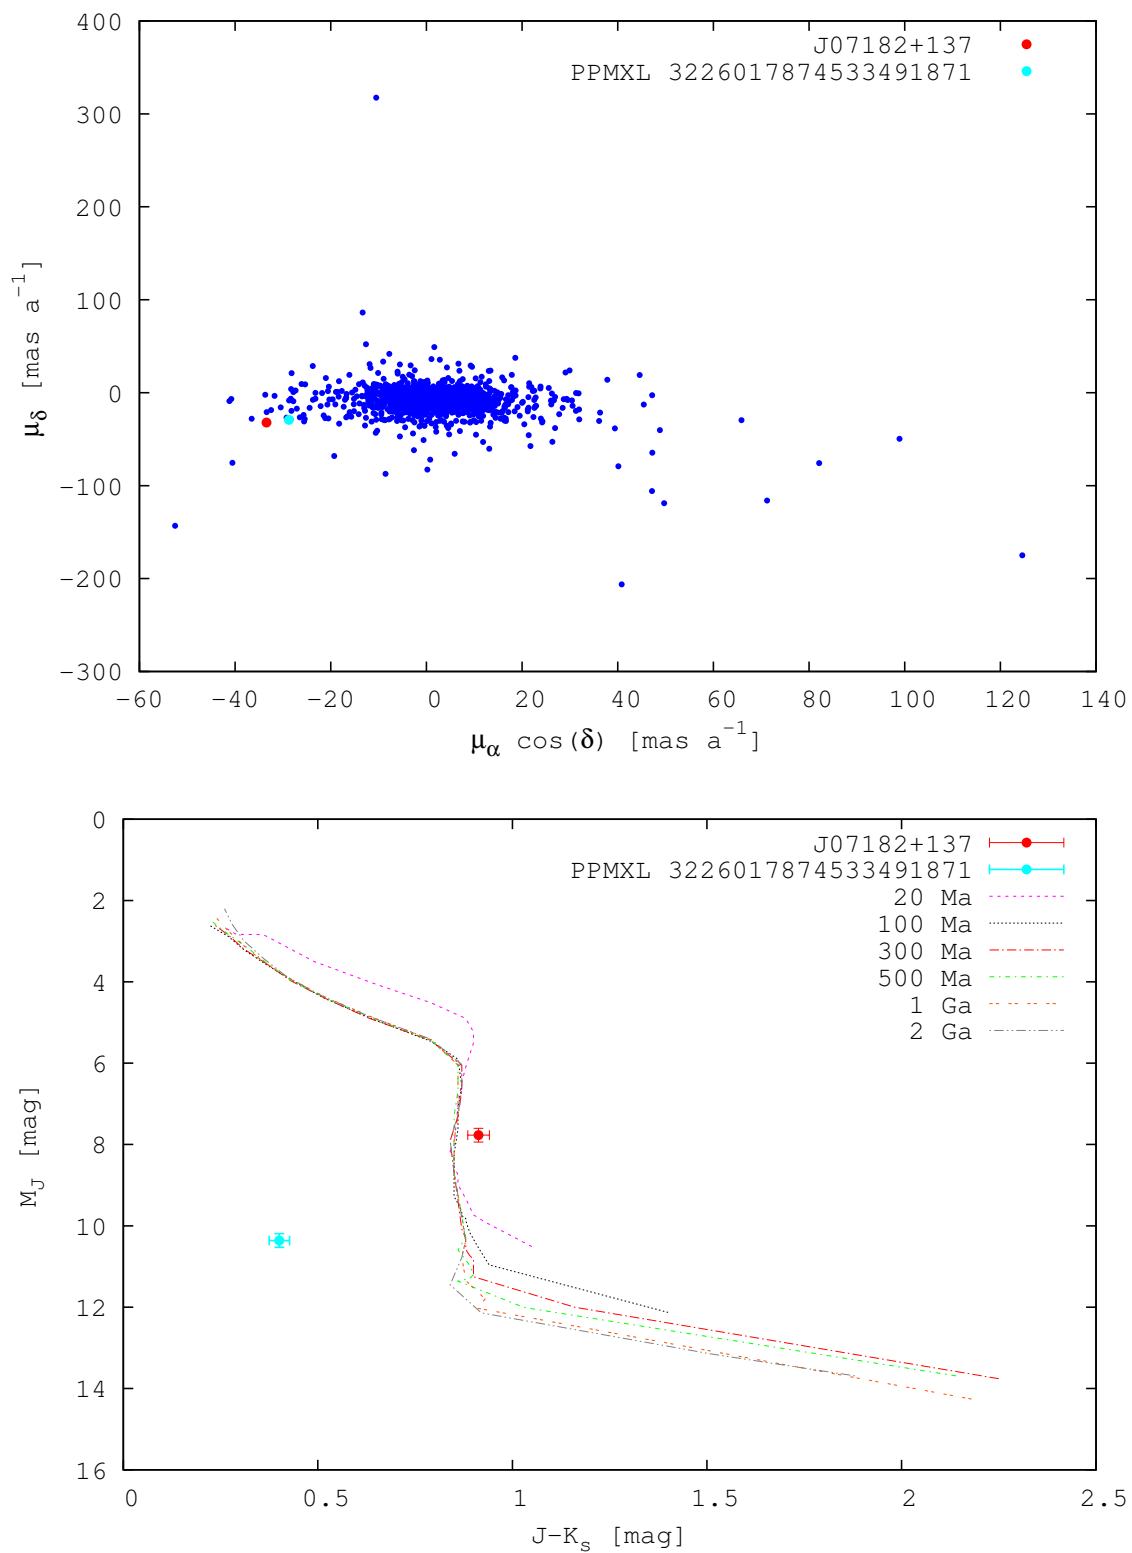 400
300
200
100
0
−100
−200
−300
−60 −40 −20 0 20 40 60 80 100 120 140
μδ [mas a−1]
μα cos(δ) [mas a−1]
J07182+137
PPMXL 3226017874533491871
0
2
4
6
8
10
12
14
16
0 0.5 1 1.5 2 2.5
MJ [mag]
J−Ks [mag]
J07182+137
PPMXL 3226017874533491871
20 Ma
100 Ma
300 Ma
500 Ma
1 Ga
2 Ga